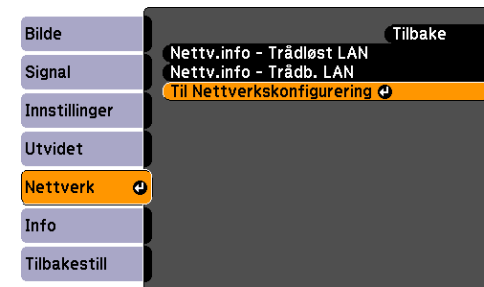 Bilde
Signal
Innstillinger
Utvidet
Nettverk
Info
Tilbakestill
Tilbake
Nettv.info - Trådløst LAN
Nettv.info - Trådb. LAN
Til Nettverkskonfigurering